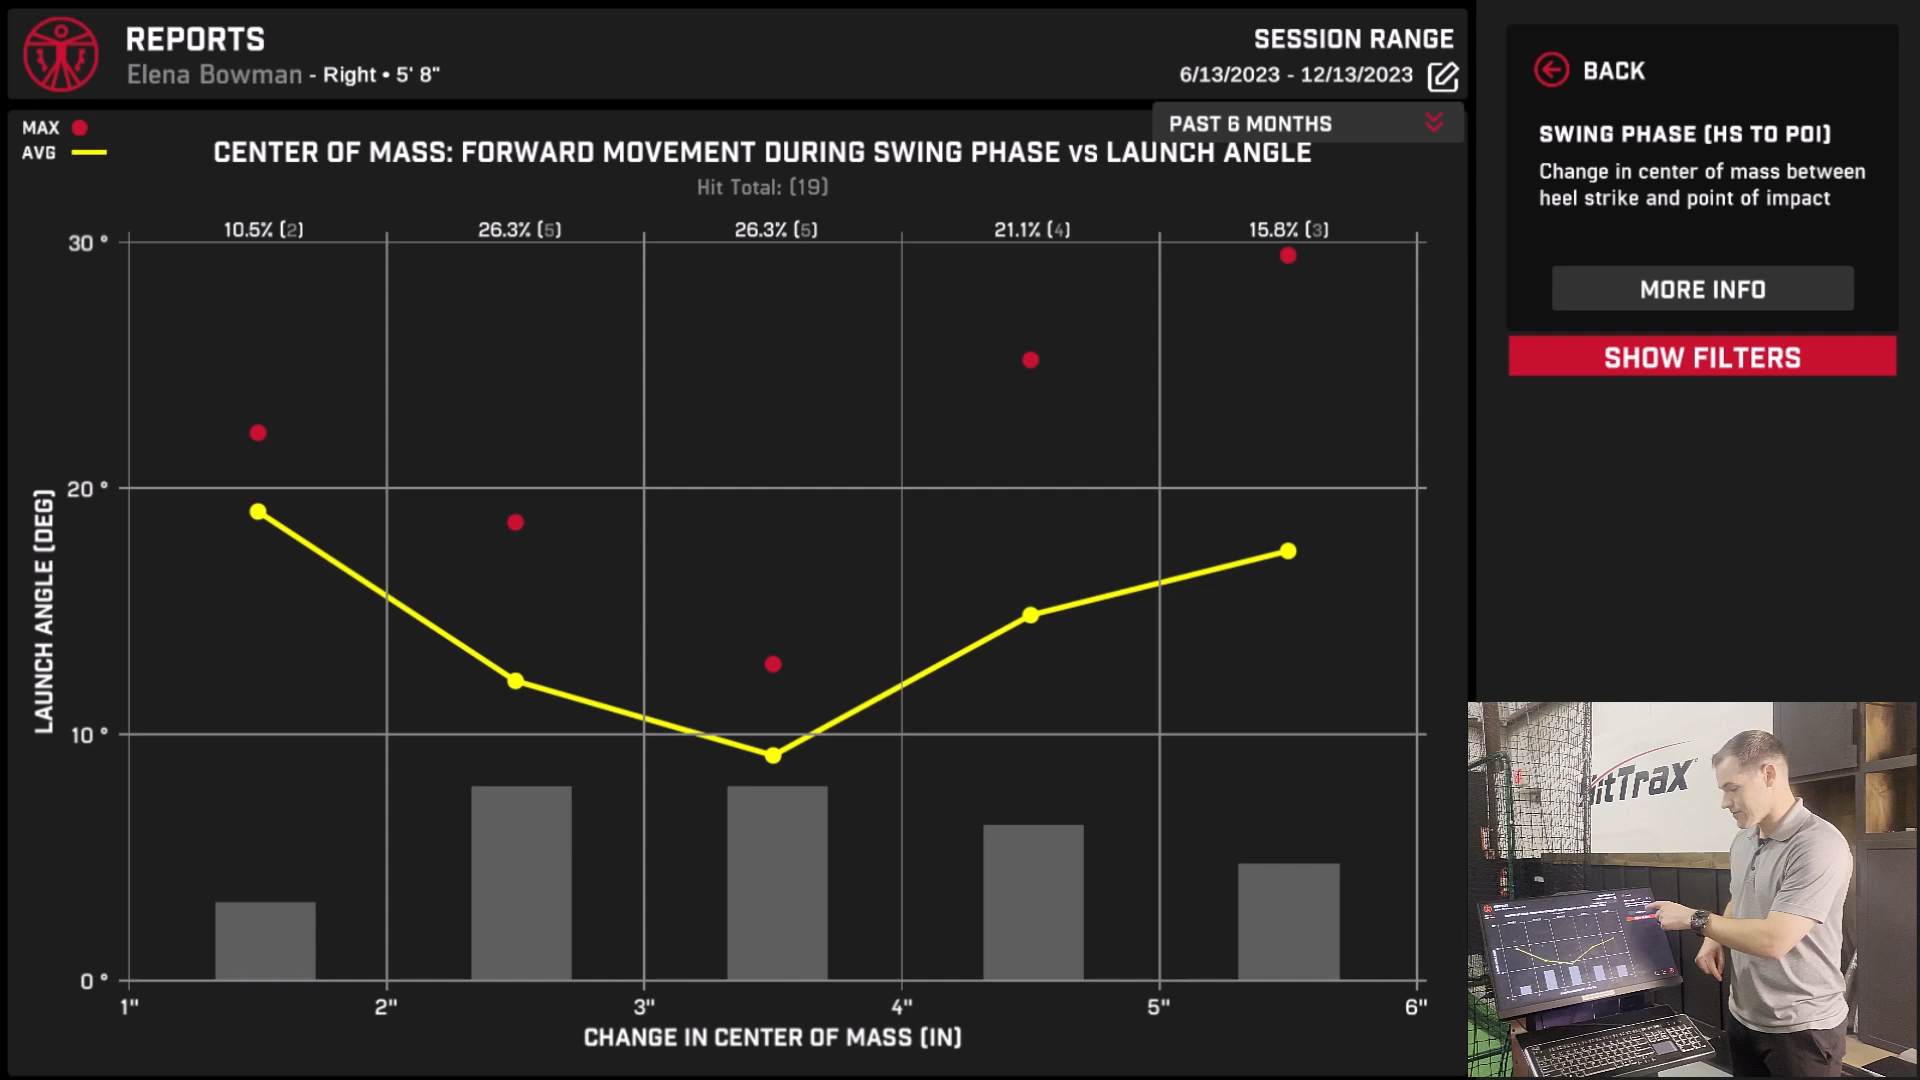 REPORTS
Elena Bowman - Right • 5' 8"
SESSION RANGE
6/13/2023 - 12/13/2023
PAST 6 MONTHS
MAX
AVG
CENTER OF MASS: FORWARD MOVEMENT DURING SWING PHASE vs LAUNCH ANGLE
Hit Total: (19)
10.5% (2) 26.3% (5) 26.3% (5) 21.1% (4) 15.8% (3)
30 °
20 °
10 °
0 °
LAUNCH ANGLE (DEG)
1" 2" 3" 4" 5" 6"
CHANGE IN CENTER OF MASS (IN)
BACK
SWING PHASE (HS TO POI)
Change in center of mass between
heel strike and point of impact
MORE INFO
SHOW FILTERS
HitTrax